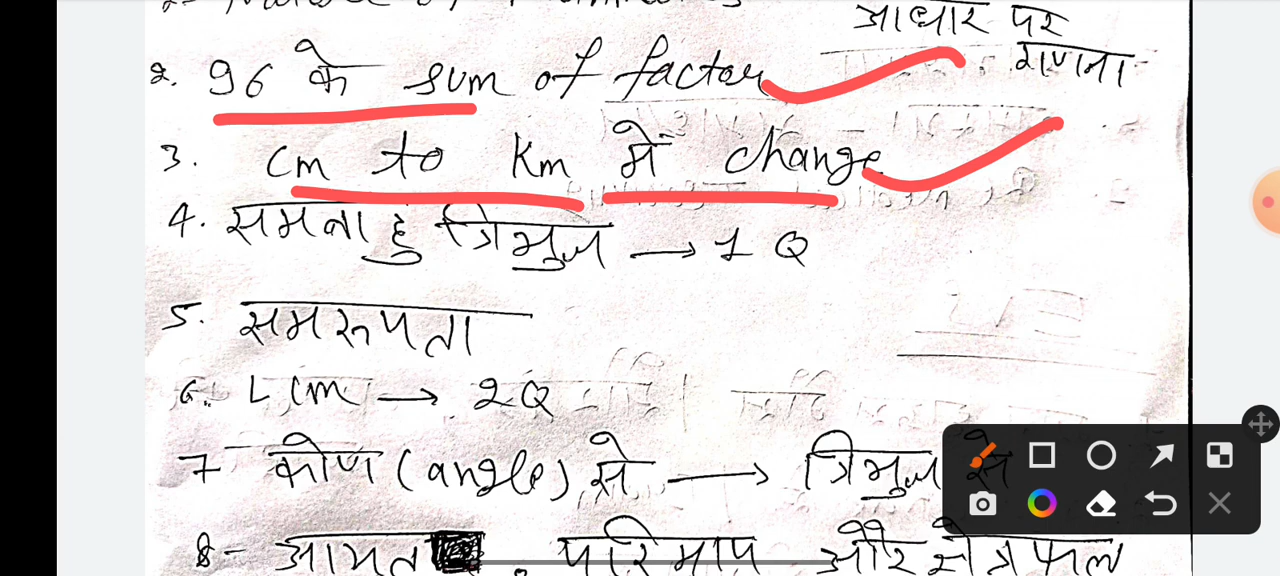 आधार पर
गणना
2. 96 के sum of factor
3. cm to Km में change
4. समबाहु त्रिभुज → 1 Q
5. समरूपता
6. LCM → 2Q
7 कोण (angle) से → त्रिभुज से
8- आयत . परिमाप और क्षेत्रफल